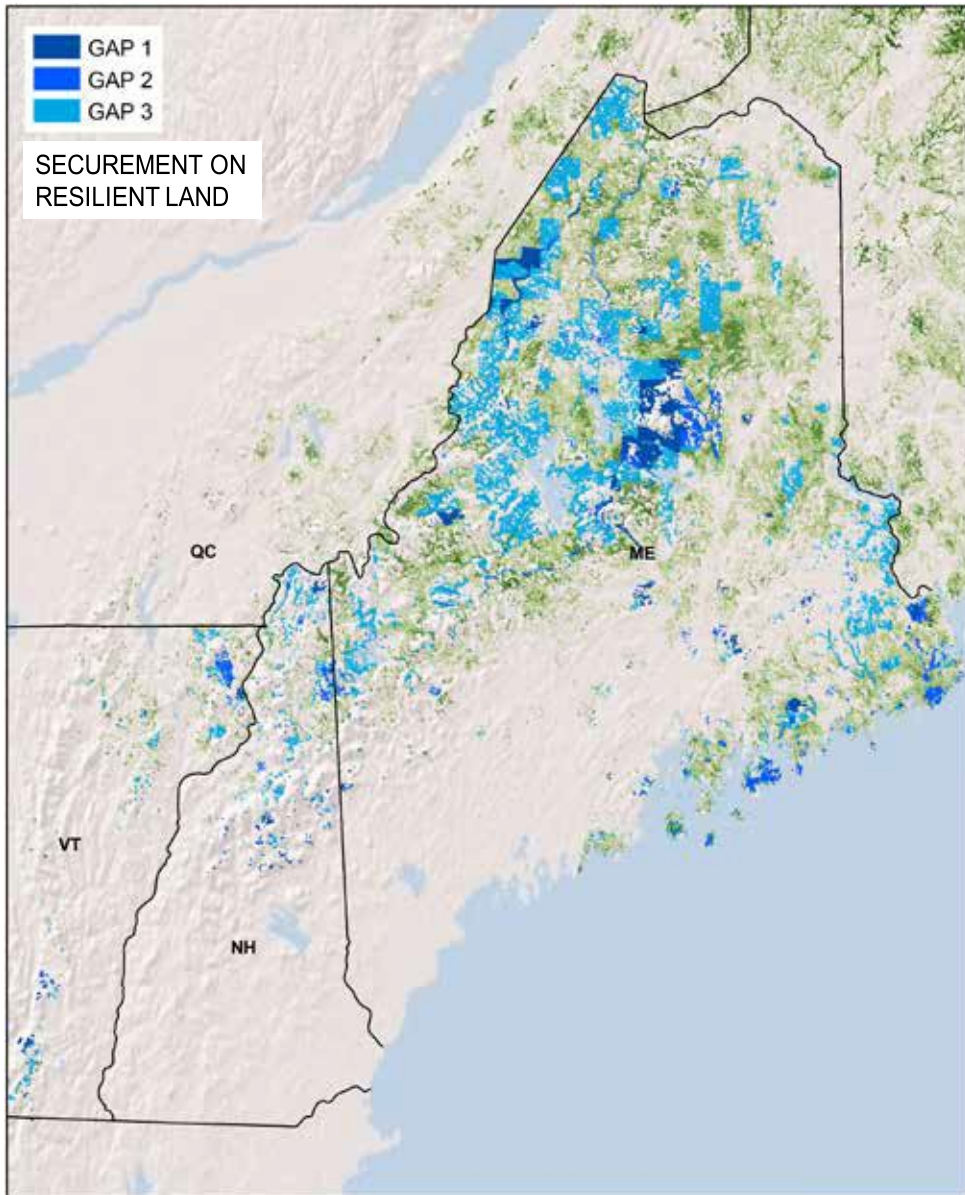 GAP 1
GAP 2
GAP 3
SECUREMENT ON
RESILIENT LAND
QC
ME
VT
NH